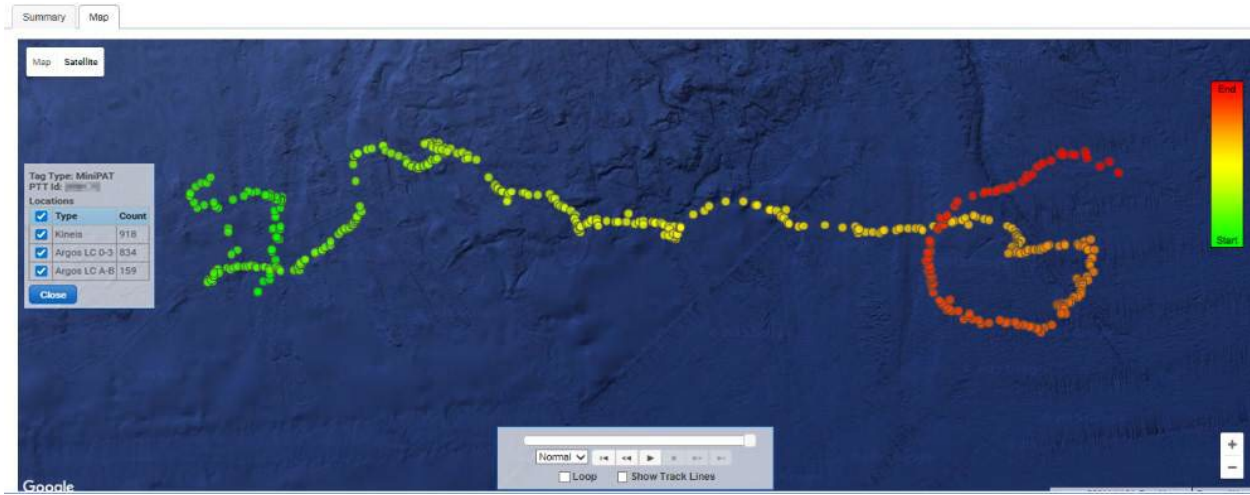 Summary Map
Map Satellite
End
Tag Type: MiniPAT
PTT Id:
Locations
Type Count
Kineis 918
Argos LC 0-3 834
Argos LC A-B 159
Start
Close
Normal
Loop Show Track Lines
+
−
Google